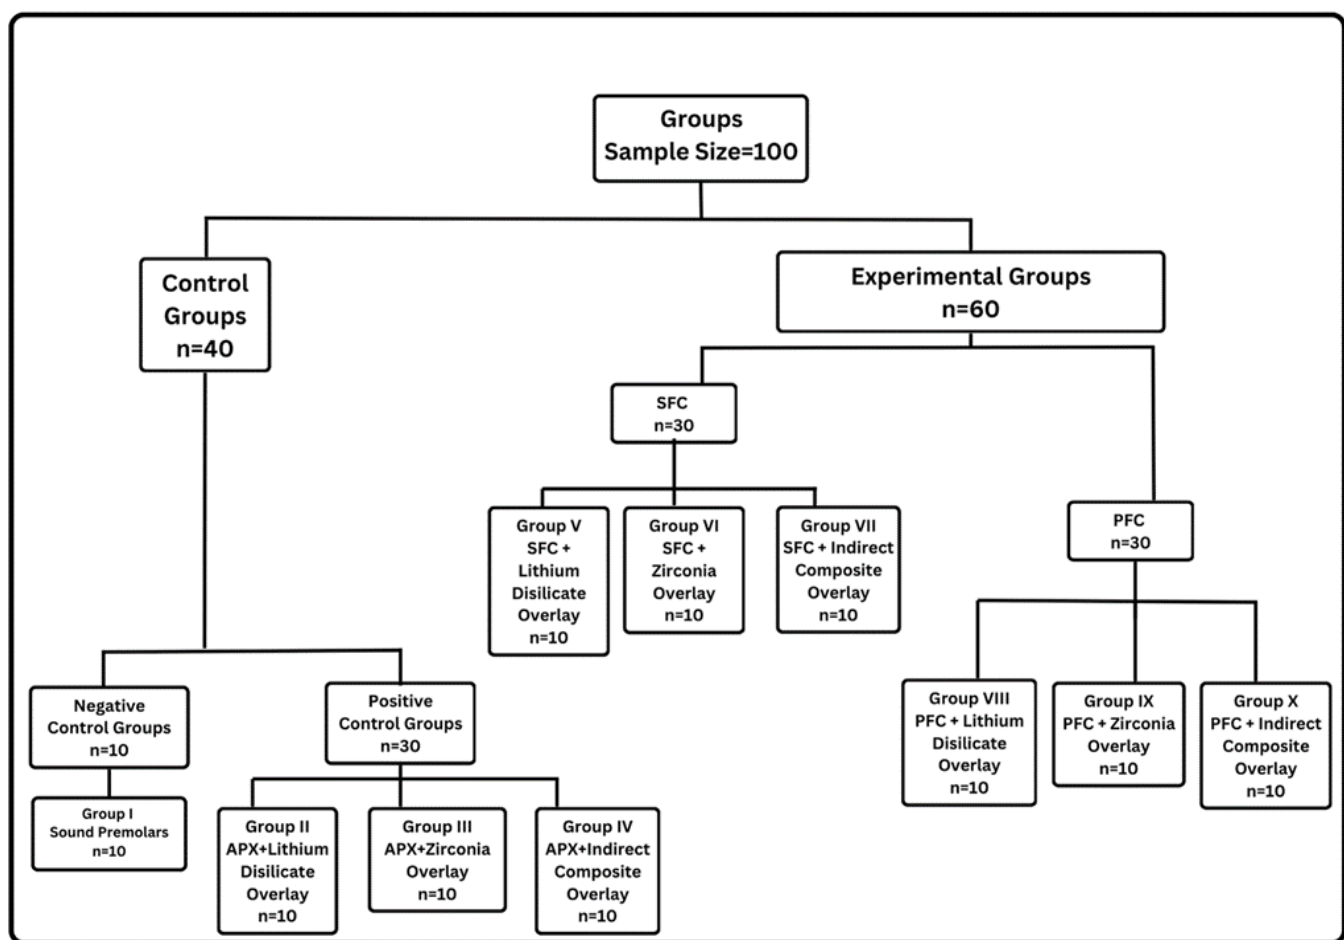 Groups
Sample Size=100
Control
Groups
n=40
Experimental Groups
n=60
SFC
n=30
Group V
SFC +
Lithium
Disilicate
Overlay
n=10
Group VI
SFC +
Zirconia
Overlay
n=10
Group VII
SFC + Indirect
Composite
Overlay
n=10
PFC
n=30
Negative
Control Groups
n=10
Positive
Control Groups
n=30
Group I
Sound Premolars
n=10
Group II
APX+Lithium
Disilicate
Overlay
n=10
Group III
APX+Zirconia
Overlay
n=10
Group IV
APX+Indirect
Composite
Overlay
n=10
Group VIII
PFC + Lithium
Disilicate
Overlay
n=10
Group IX
PFC + Zirconia
Overlay
n=10
Group X
PFC + Indirect
Composite
Overlay
n=10